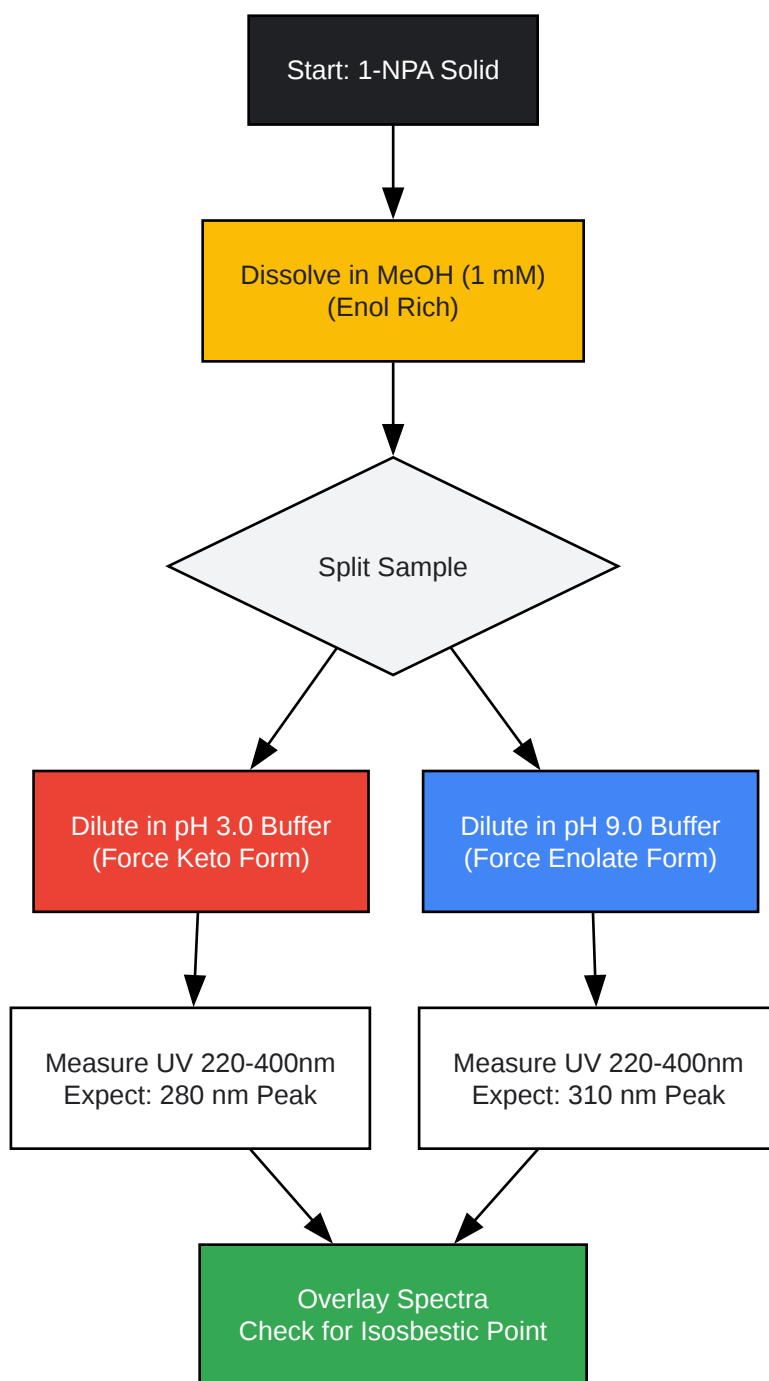 Start: 1-NPA Solid
Dissolve in MeOH (1 mM)
(Enol Rich)
Split Sample
Dilute in pH 3.0 Buffer
(Force Keto Form)
Dilute in pH 9.0 Buffer
(Force Enolate Form)
Measure UV 220-400nm
Expect: 280 nm Peak
Measure UV 220-400nm
Expect: 310 nm Peak
Overlay Spectra
Check for Isosbestic Point